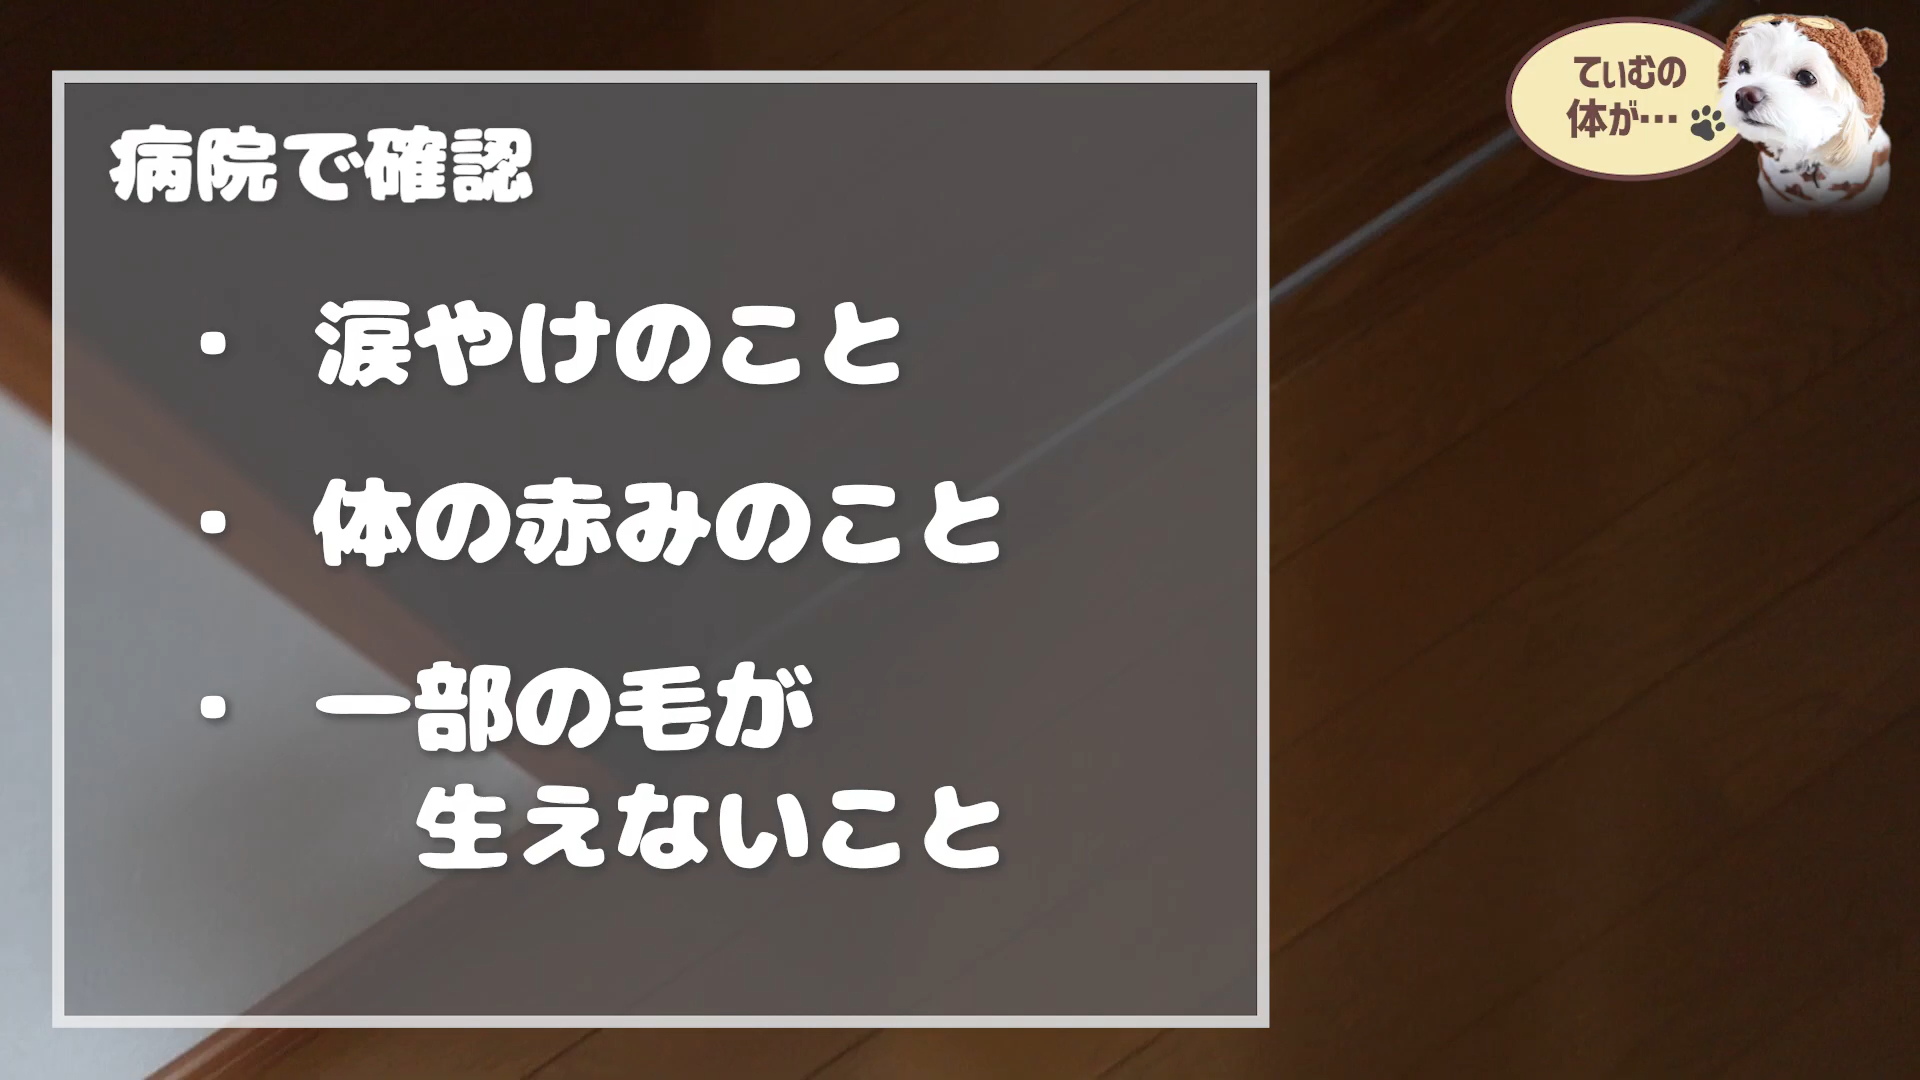 病院で確認
・ 涙やけのこと
・ 体の赤みのこと
・ 一部の毛が
生えないこと
てぃむの
体が…